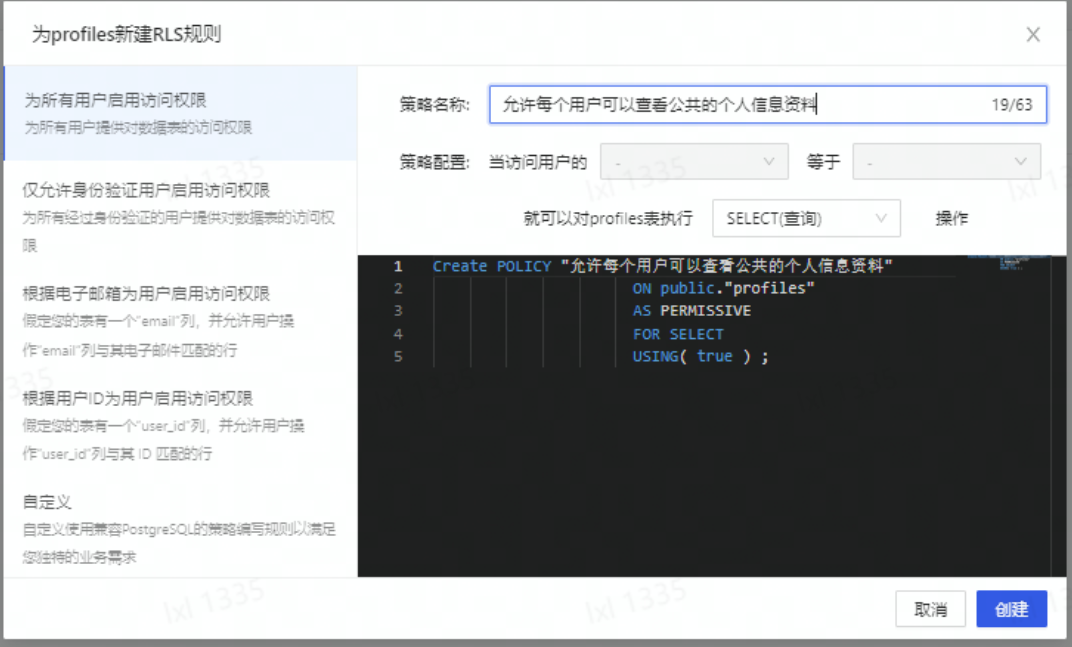 为profiles新建RLS规则
为所有用户启用访问权限
为所有用户提供对数据表的访问权限
仅允许身份验证用户启用访问权限
为所有经过身份验证的用户提供对数据表的访问权
限
根据电子邮箱为用户启用访问权限
假定您的表有一个“email”列，并允许用户操
作“email”列与其电子邮件匹配的行
根据用户ID为用户启用访问权限
假定您的表有一个“user_id”列，并允许用户操
作“user_id”列与其 ID 匹配的行
自定义
自定义使用兼容PostgreSQL的策略编写规则以满足
您独特的业务需求
策略名称: 允许每个用户可以查看公共的个人信息资料 19/63
策略配置: 当访问用户的 - 等于 -
就可以对profiles表执行 SELECT(查询) 操作
1 Create POLICY "允许每个用户可以查看公共的个人信息资料"
2 ON public."profiles"
3 AS PERMISSIVE
4 FOR SELECT
5 USING( true ) ;
取消 创建
lxl 1335